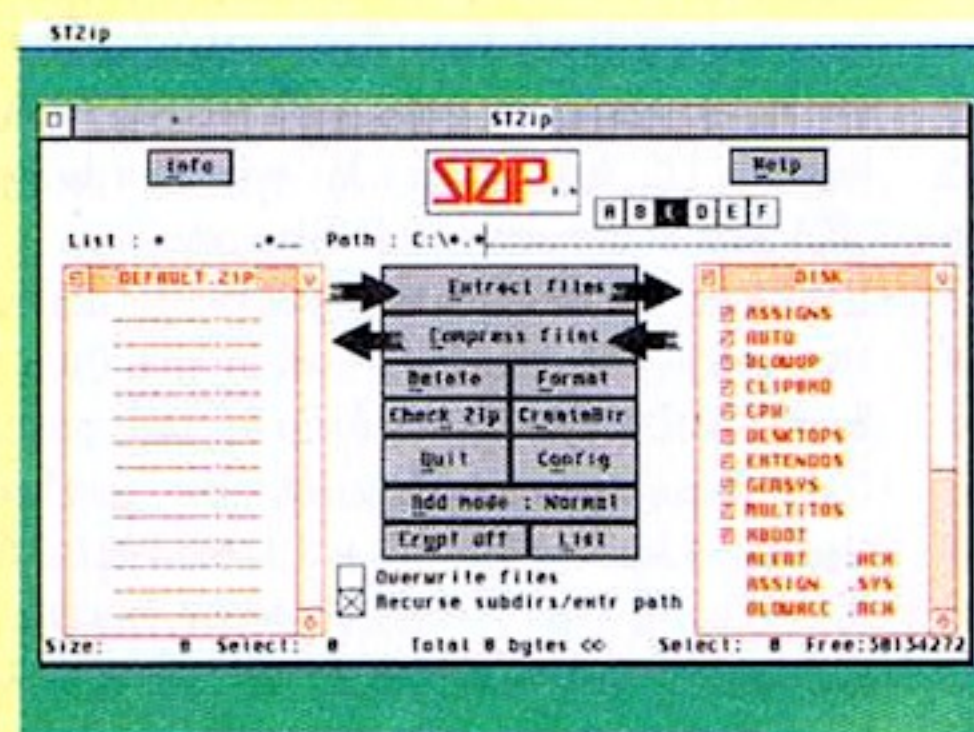 STZip
STZip
Info
STZIP
Help
A B C D E F
List : * .*__ Path : C:\*.*
DEFAULT.ZIP
Extract files
DISK
Compress files
ASSIGNS
AUTO
Delete Format
BLOWUP
CLIPBRD
Check Zip CreateDir
CPX
DESKTOPS
Quit Config
EXTENDOS
GEMSYS
Add mode : Normal
MULTITOS
Crypt off List
ALERT .ACX
ASSIGN .SYS
Overwrite files
BLOWACC .ACX
Recurse subdirs/extr path
Size: 0 Select: 0 Total 0 bytes << Select: 0 Free: